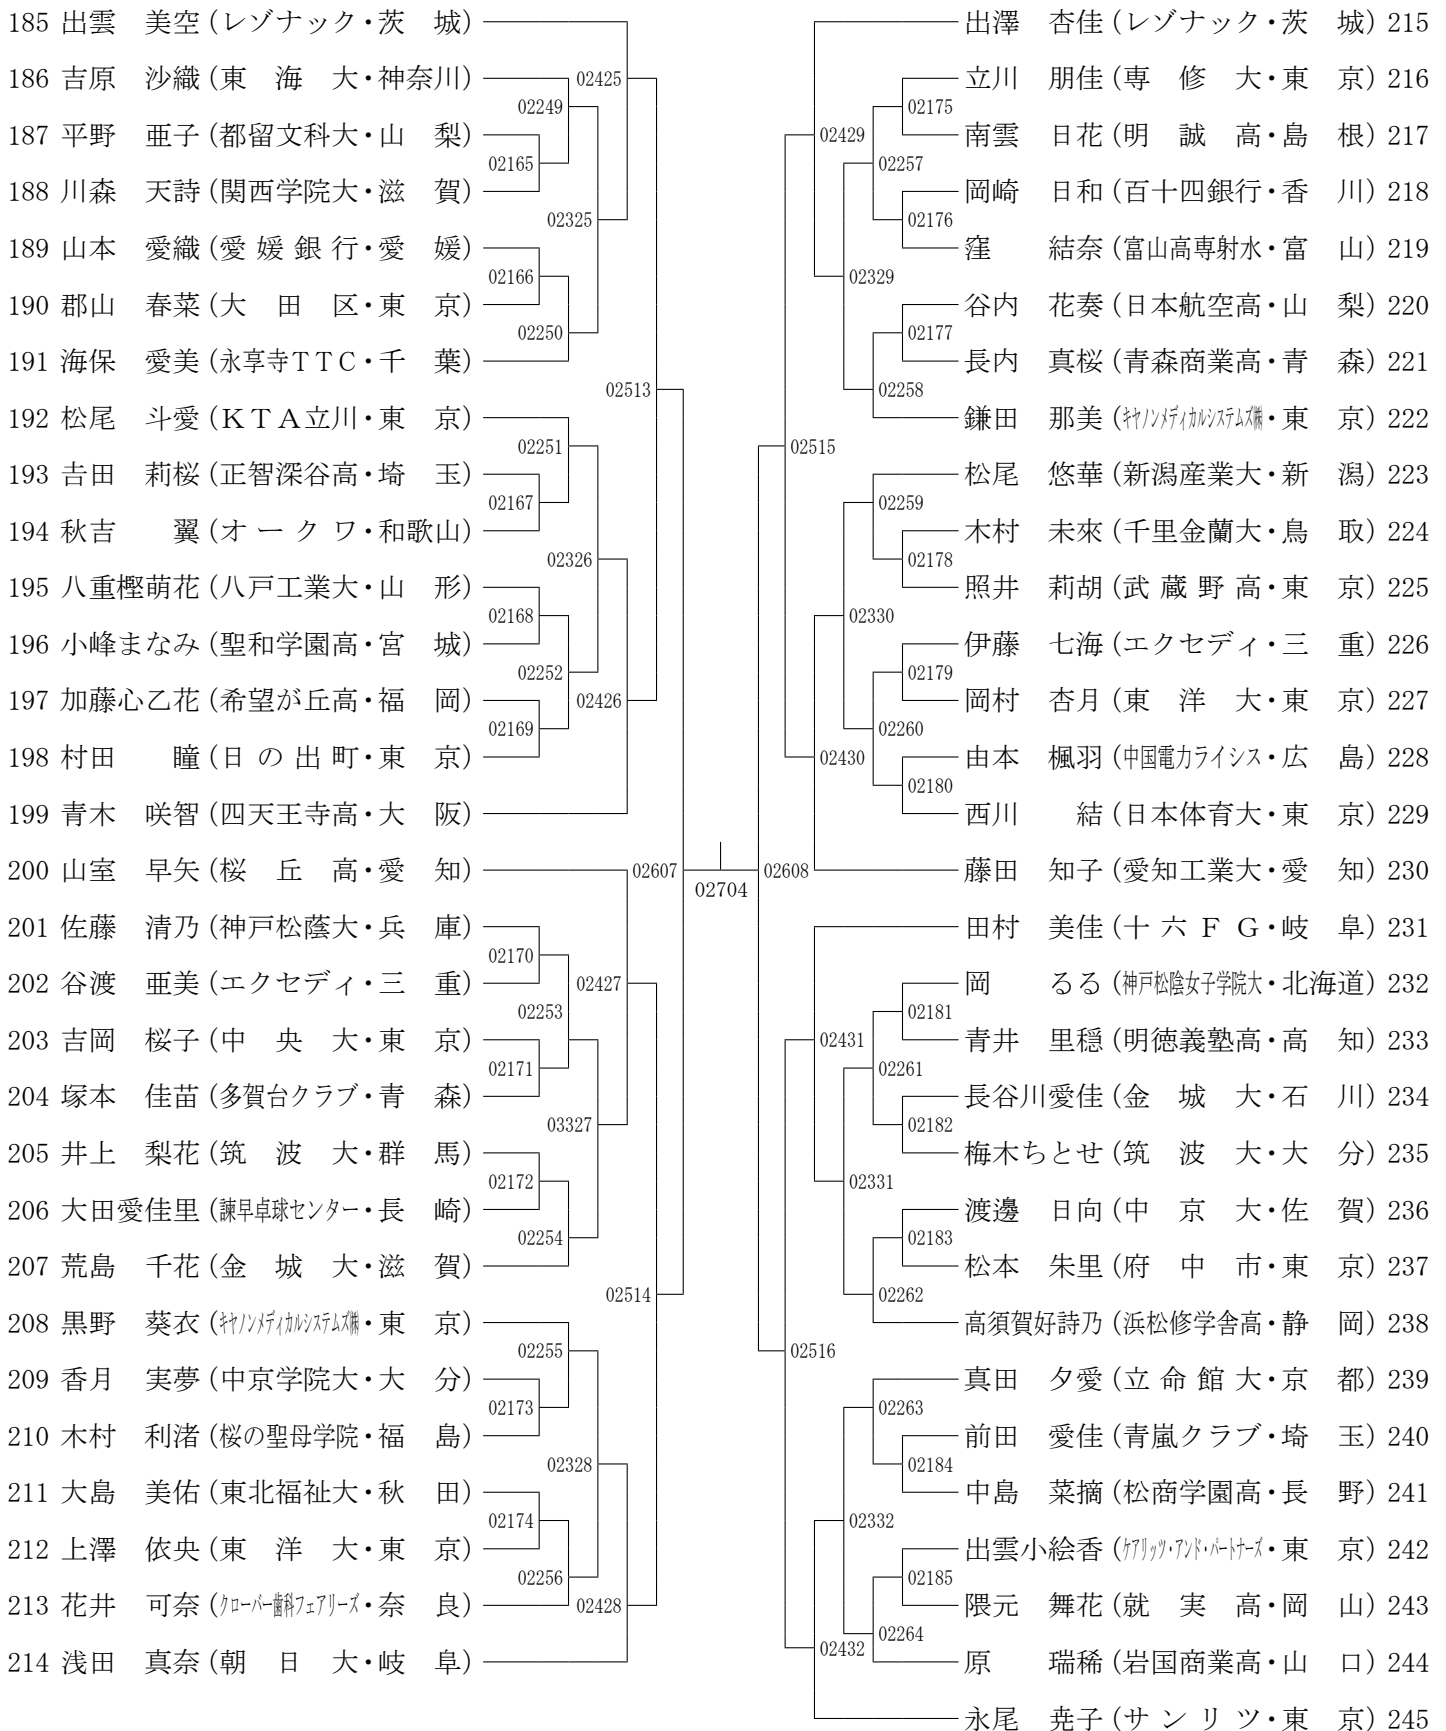 185 出雲　美空 (レゾナック・茨　城)
186 吉原　沙織 (東　海　大・神奈川)
187 平野　亜子 (都留文科大・山　梨)
188 川森　天詩 (関西学院大・滋　賀)
189 山本　愛織 (愛 媛 銀 行・愛　媛)
190 郡山　春菜 (大　田　区・東　京)
191 海保　愛美 (永享寺TTC・千　葉)
192 松尾　斗愛 (KTA立川・東　京)
193 吉田　莉桜 (正智深谷高・埼　玉)
194 秋吉　　翼 (オ ー ク ワ・和歌山)
195 八重樫萌花 (八戸工業大・山　形)
196 小峰まなみ (聖和学園高・宮　城)
197 加藤心乙花 (希望が丘高・福　岡)
198 村田　　瞳 (日 の 出 町・東　京)
199 青木　咲智 (四天王寺高・大　阪)
200 山室　早矢 (桜　丘　高・愛　知)
201 佐藤　清乃 (神戸松蔭大・兵　庫)
202 谷渡　亜美 (エクセディ・三　重)
203 吉岡　桜子 (中　央　大・東　京)
204 塚本　佳苗 (多賀台クラブ・青　森)
205 井上　梨花 (筑　波　大・群　馬)
206 大田愛佳里 (諫早卓球センター・長　崎)
207 荒島　千花 (金　城　大・滋　賀)
208 黒野　葵衣 (キヤノンメディカルシステムズ㈱・東　京)
209 香月　実夢 (中京学院大・大　分)
210 木村　利渚 (桜の聖母学院・福　島)
211 大島　美佑 (東北福祉大・秋　田)
212 上澤　依央 (東　洋　大・東　京)
213 花井　可奈 (クローバー歯科フェアリーズ・奈　良)
214 浅田　真奈 (朝　日　大・岐　阜)
02165
02166
02167
02168
02169
02170
02171
02172
02173
02174
02249
02250
02251
02252
02253
02254
02255
02256
02325
02326
03327
02328
02425
02426
02427
02428
02513
02514
02607
02704
02608
02515
02516
02429
02430
02431
02432
02329
02330
02331
02332
02257
02258
02259
02260
02261
02262
02263
02264
02175
02176
02177
02178
02179
02180
02181
02182
02183
02184
02185
出澤　杏佳 (レゾナック・茨　城) 215
立川　朋佳 (専　修　大・東　京) 216
南雲　日花 (明　誠　高・島　根) 217
岡崎　日和 (百十四銀行・香　川) 218
窪　　結奈 (富山高専射水・富　山) 219
谷内　花奏 (日本航空高・山　梨) 220
長内　真桜 (青森商業高・青　森) 221
鎌田　那美 (キヤノンメディカルシステムズ㈱・東　京) 222
松尾　悠華 (新潟産業大・新　潟) 223
木村　未來 (千里金蘭大・鳥　取) 224
照井　莉胡 (武 蔵 野 高・東　京) 225
伊藤　七海 (エクセディ・三　重) 226
岡村　杏月 (東　洋　大・東　京) 227
由本　楓羽 (中国電力ライシス・広　島) 228
西川　　結 (日本体育大・東　京) 229
藤田　知子 (愛知工業大・愛　知) 230
田村　美佳 (十 六 F G・岐　阜) 231
岡　　るる (神戸松陰女子学院大・北海道) 232
青井　里穏 (明徳義塾高・高　知) 233
長谷川愛佳 (金　城　大・石　川) 234
梅木ちとせ (筑　波　大・大　分) 235
渡邊　日向 (中　京　大・佐　賀) 236
松本　朱里 (府　中　市・東　京) 237
高須賀好詩乃 (浜松修学舎高・静　岡) 238
真田　夕愛 (立 命 館 大・京　都) 239
前田　愛佳 (青嵐クラブ・埼　玉) 240
中島　菜摘 (松商学園高・長　野) 241
出雲小絵香 (ケアリッツ・アンド・パートナーズ・東　京) 242
隈元　舞花 (就　実　高・岡　山) 243
原　　瑞稀 (岩国商業高・山　口) 244
永尾　尭子 (サ ン リ ツ・東　京) 245